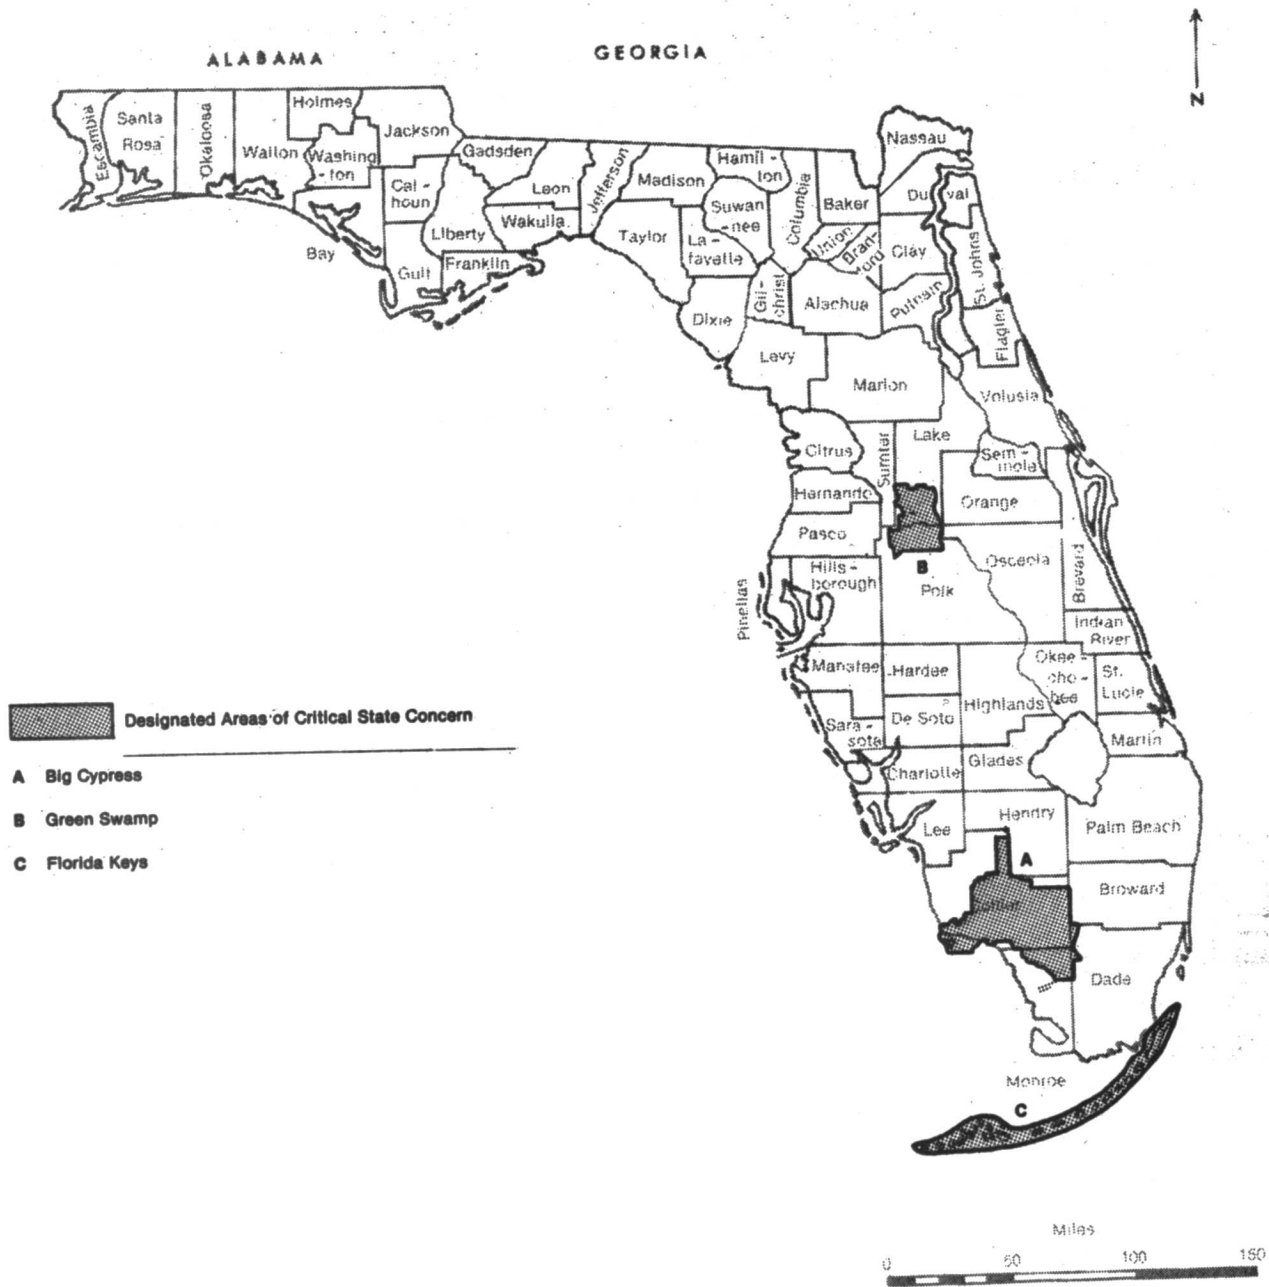 ALABAMA
GEORGIA
N
Escambia
Santa
Rosa
Okaloosa
Walton
Holmes
Washing
-ton
Jackson
Bay
Cal-
houn
Gulf
Gadsden
Liberty
Franklin
Leon
Wakulla
Jefferson
Madison
Taylor
Hamil-
ton
Suwan
-nee
La-
fayette
Dixie
Columbia
Gil-
christ
Baker
Union
Brad-
ford
Alachua
Levy
Nassau
Duval
Clay
Putnam
St. Johns
Flagler
Marion
Volusia
Citrus
Sumter
Lake
Sem-
inole
Hernando
Orange
Pasco
Osceola
Brevard
B
Hills-
borough
Polk
Pinellas
Indian
River
Manatee
Hardee
Okee-
cho-
bee
St.
Lucie
Highlands
De Soto
Sara-
sota
Martin
Charlotte
Glades
Hendry
Lee
Palm Beach
A
Collier
Broward
Dade
Monroe
C
Designated Areas of Critical State Concern
A Big Cypress
B Green Swamp
C Florida Keys
Miles
0 50 100 150